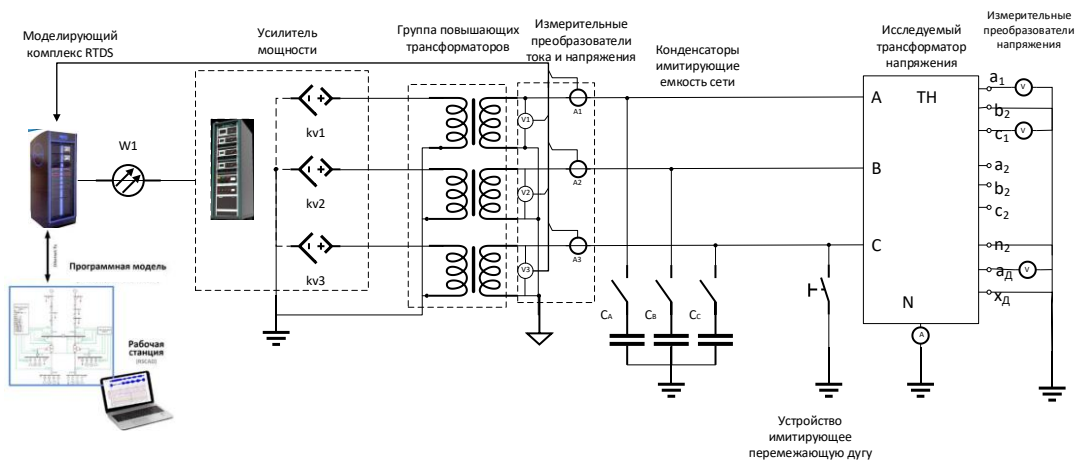 Моделирующий
комплекс RTDS
Усилитель
мощности
Группа повышающих
трансформаторов
Измерительные
преобразователи
тока и напряжения
Конденсаторы
имитирующие
емкость сети
Исследуемый
трансформатор
напряжения
Измерительные
преобразователи
напряжения
W1
kv1
kv2
kv3
V1
V2
V3
A1
A2
A3
CA
CB
CC
A
B
C
TH
N
A
a1
b2
c1
a2
b2
c2
n2
aД
xД
V
V
V
Программная модель
Рабочая
станция
(RSCAD)
Устройство
имитирующее
перемежающую дугу